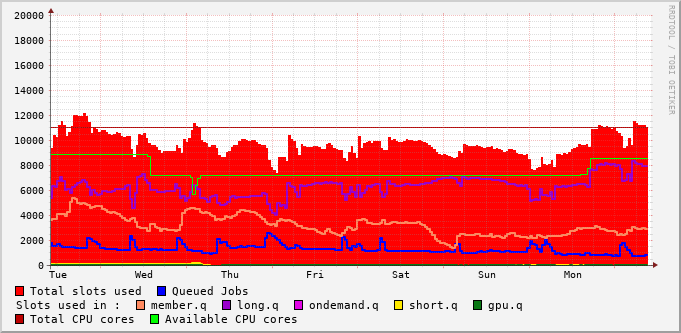 20000
18000
16000
14000
12000
10000
8000
6000
4000
2000
0
Tue Wed Thu Fri Sat Sun Mon
Total slots used Queued Jobs
Slots used in : member.q long.q ondemand.q short.q gpu.q
Total CPU cores Available CPU cores
RRDTOOL / TOBI OETIKER